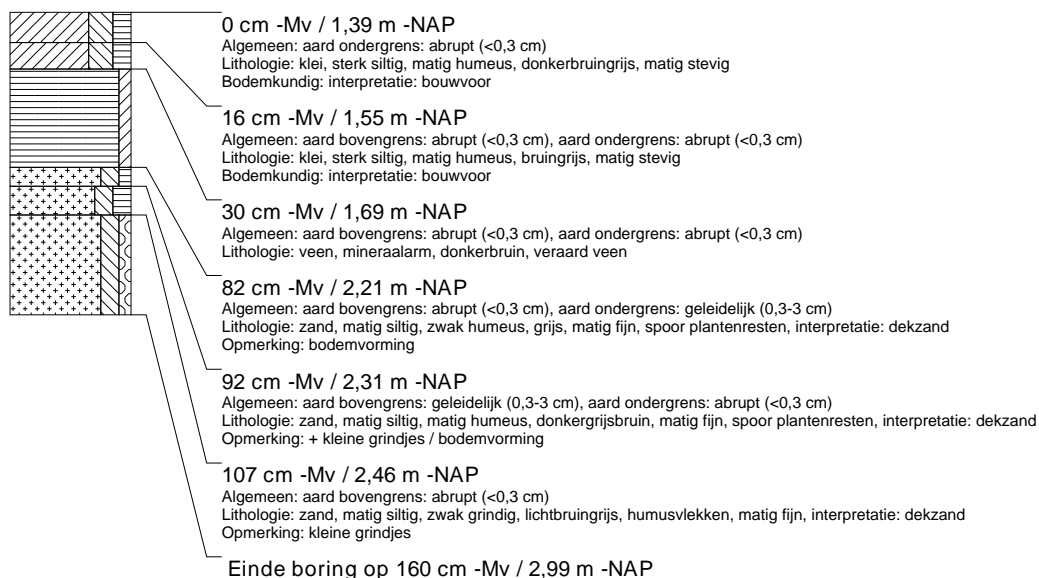 0 cm -Mv / 1,39 m -NAP
Algemeen: aard ondergrens: abrupt (<0,3 cm)
Lithologie: klei, sterk siltig, matig humeus, donkerbruingrijs, matig stevig
Bodemkundig: interpretatie: bouwvoor
16 cm -Mv / 1,55 m -NAP
Algemeen: aard bovengrens: abrupt (<0,3 cm), aard ondergrens: abrupt (<0,3 cm)
Lithologie: klei, sterk siltig, matig humeus, bruingrijs, matig stevig
Bodemkundig: interpretatie: bouwvoor
30 cm -Mv / 1,69 m -NAP
Algemeen: aard bovengrens: abrupt (<0,3 cm), aard ondergrens: abrupt (<0,3 cm)
Lithologie: veen, mineraalarm, donkerbruin, veraard veen
82 cm -Mv / 2,21 m -NAP
Algemeen: aard bovengrens: abrupt (<0,3 cm), aard ondergrens: geleidelijk (0,3-3 cm)
Lithologie: zand, matig siltig, zwak humeus, grijs, matig fijn, spoor plantenresten, interpretatie: dekzand
Opmerking: bodemvorming
92 cm -Mv / 2,31 m -NAP
Algemeen: aard bovengrens: geleidelijk (0,3-3 cm), aard ondergrens: abrupt (<0,3 cm)
Lithologie: zand, matig siltig, matig humeus, donkergrijsbruin, matig fijn, spoor plantenresten, interpretatie: dekzand
Opmerking: + kleine grindjes / bodemvorming
107 cm -Mv / 2,46 m -NAP
Algemeen: aard bovengrens: abrupt (<0,3 cm)
Lithologie: zand, matig siltig, zwak grindig, lichtbruingrijs, humusvlekken, matig fijn, interpretatie: dekzand
Opmerking: kleine grindjes
Einde boring op 160 cm -Mv / 2,99 m -NAP